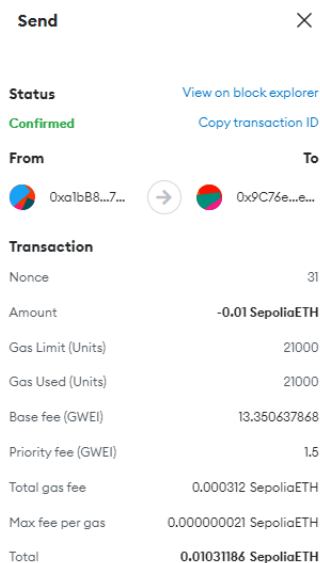 Send
Status View on block explorer
Confirmed Copy transaction ID
From To
0xa1bB8...7... 0x9C76e...e...
Transaction
Nonce 31
Amount -0.01 SepoliaETH
Gas Limit (Units) 21000
Gas Used (Units) 21000
Base fee (GWEI) 13.350637868
Priority fee (GWEI) 1.5
Total gas fee 0.000312 SepoliaETH
Max fee per gas 0.000000021 SepoliaETH
Total 0.01031186 SepoliaETH